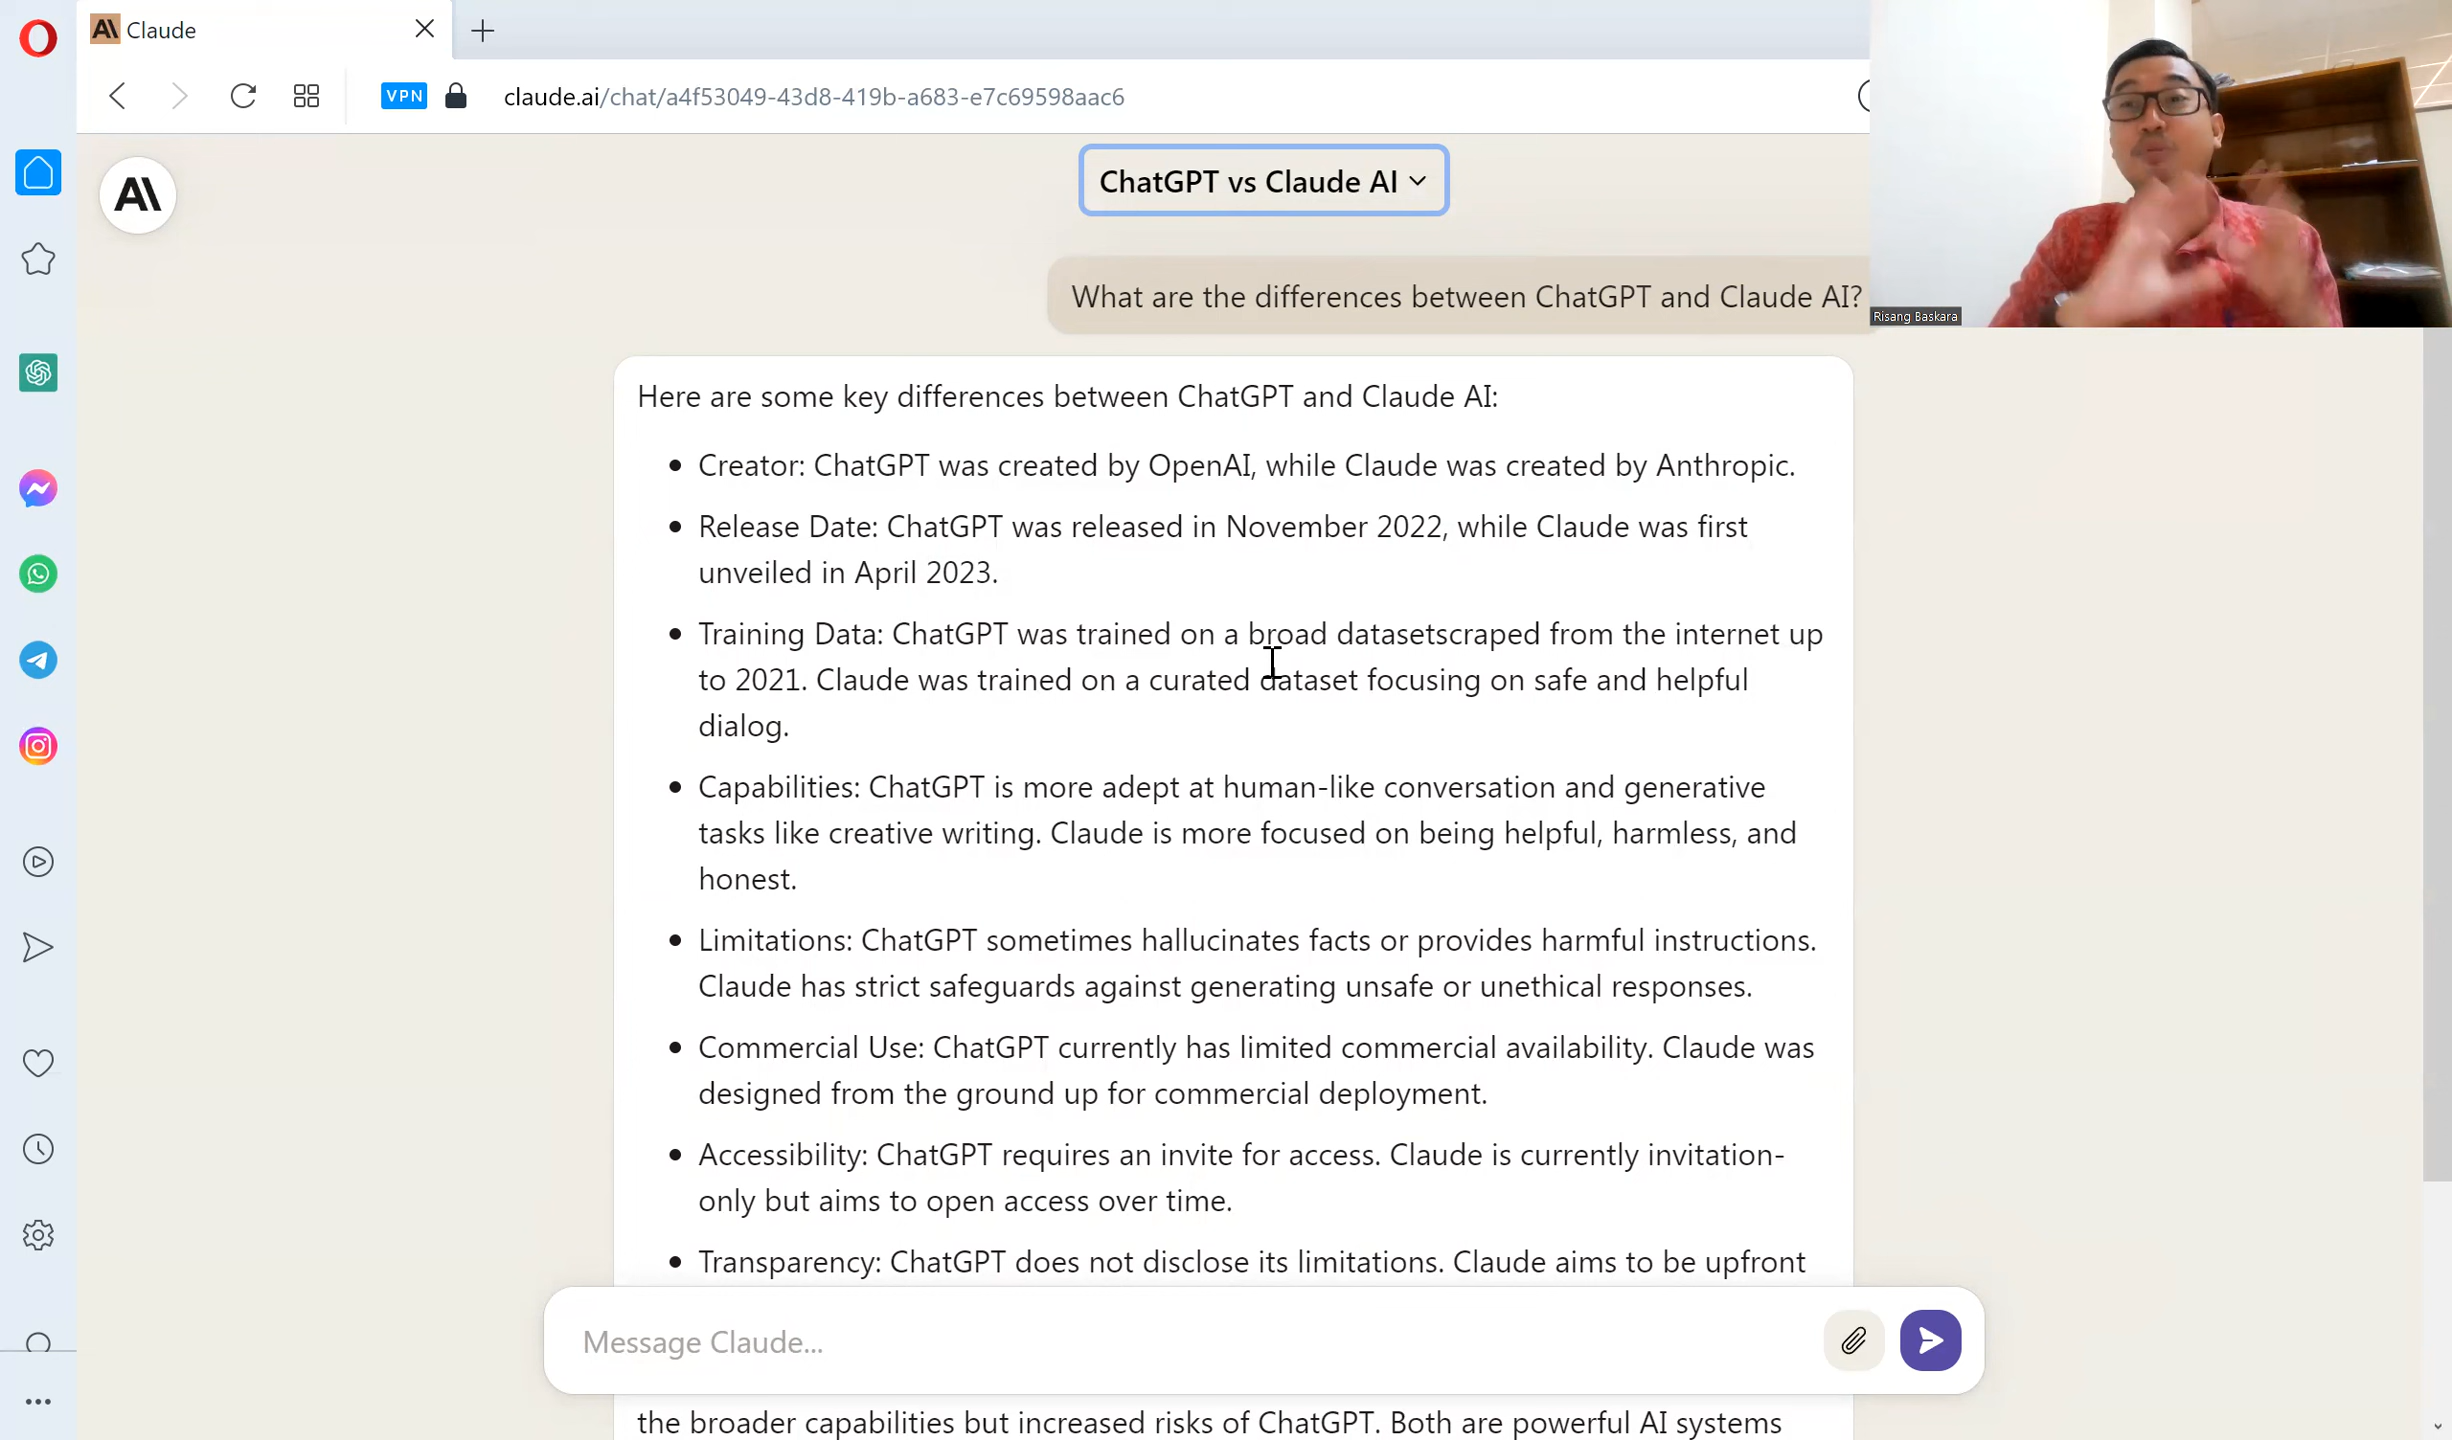 Claude
VPN
claude.ai/chat/a4f53049-43d8-419b-a683-e7c69598aac6
AI
ChatGPT vs Claude AI
What are the differences between ChatGPT and Claude AI?
Risang Baskara
Here are some key differences between ChatGPT and Claude AI:
• Creator: ChatGPT was created by OpenAI, while Claude was created by Anthropic.
• Release Date: ChatGPT was released in November 2022, while Claude was first
unveiled in April 2023.
• Training Data: ChatGPT was trained on a broad datasetscraped from the internet up
to 2021. Claude was trained on a curated dataset focusing on safe and helpful
dialog.
• Capabilities: ChatGPT is more adept at human-like conversation and generative
tasks like creative writing. Claude is more focused on being helpful, harmless, and
honest.
• Limitations: ChatGPT sometimes hallucinates facts or provides harmful instructions.
Claude has strict safeguards against generating unsafe or unethical responses.
• Commercial Use: ChatGPT currently has limited commercial availability. Claude was
designed from the ground up for commercial deployment.
• Accessibility: ChatGPT requires an invite for access. Claude is currently invitation-
only but aims to open access over time.
• Transparency: ChatGPT does not disclose its limitations. Claude aims to be upfront
Message Claude...
the broader capabilities but increased risks of ChatGPT. Both are powerful AI systems